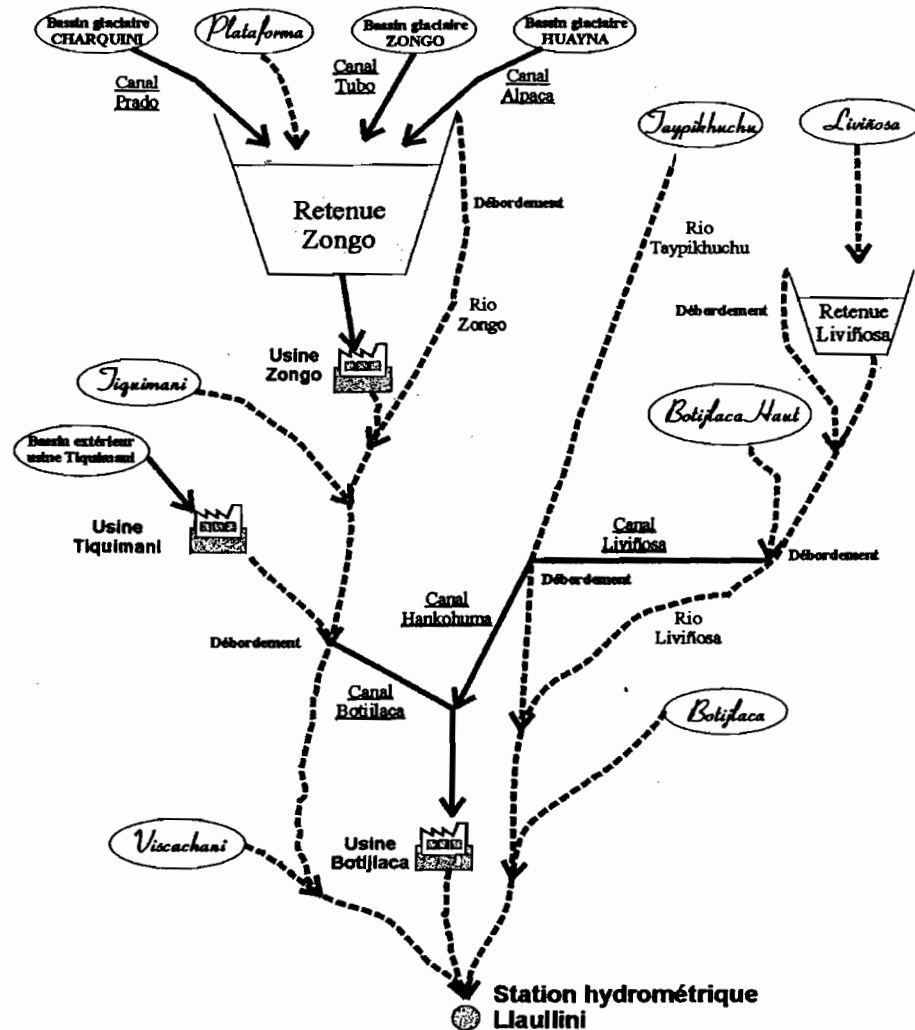 Bassin glaciaire
CHARQUINI
Plataforma
Bassin glaciaire
ZONGO
Bassin glaciaire
HUAYNA
Canal
Prado
Canal
Tubo
Canal
Alpaca
Taypikhuchu
Liviñosa
Retenue
Zongo
Débordement
Rio
Taypikhuchu
Rio
Zongo
Débordement
Retenue
Liviñosa
Usine
Zongo
Tiquimani
Botijlaca Haut
Bassin extérieur
usine Tiquimani
Usine
Tiquimani
Canal
Liviñosa
Débordement
Débordement
Canal
Hankohuma
Rio
Liviñosa
Débordement
Canal
Botiilaca
Botijlaca
Viscachani
Usine
Botijlaca
Station hydrométrique
Llaullini